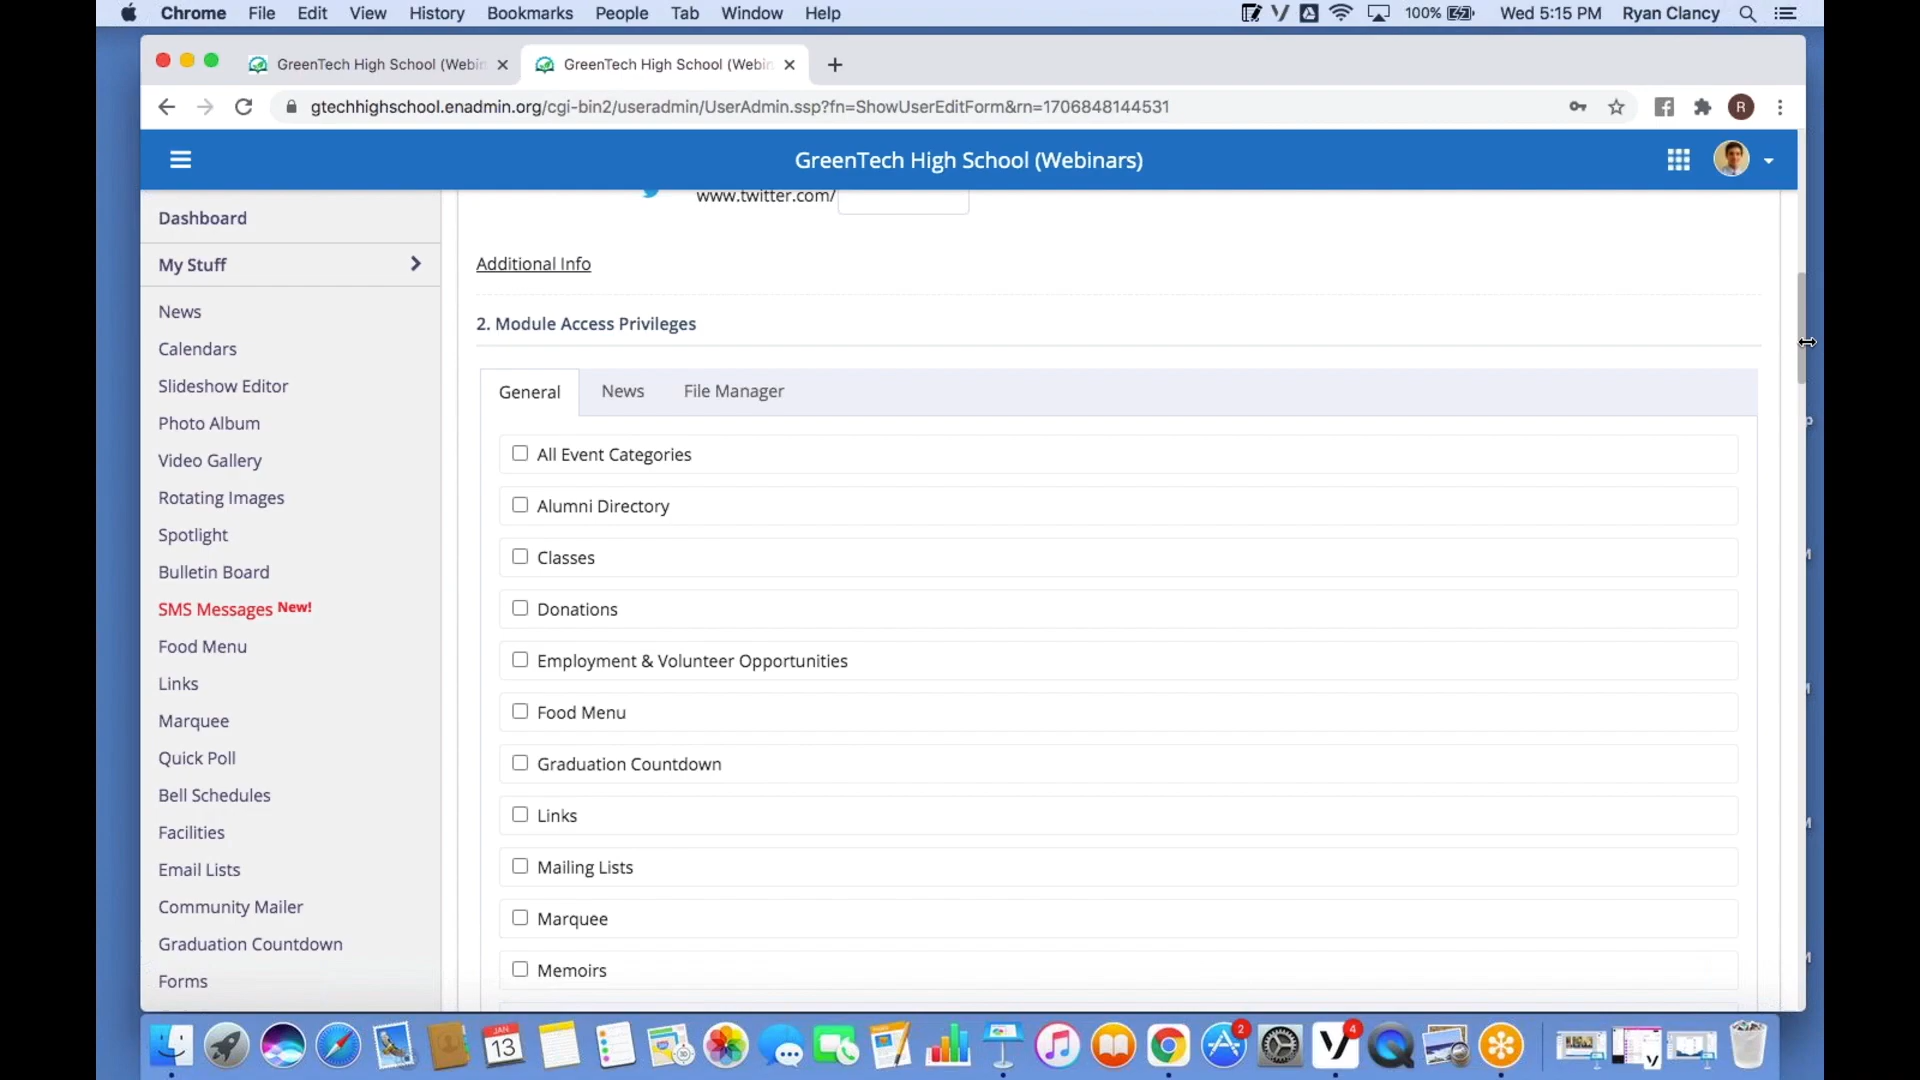 Chrome File Edit View History Bookmarks People Tab Window Help 100% Wed 5:15 PM Ryan Clancy
GreenTech High School (Webin GreenTech High School (Webin
gtechhighschool.enadmin.org/cgi-bin2/useradmin/UserAdmin.ssp?fn=ShowUserEditForm&rn=1706848144531 R
GreenTech High School (Webinars)
www.twitter.com/
Dashboard
My Stuff
News
Calendars
Slideshow Editor
Photo Album
Video Gallery
Rotating Images
Spotlight
Bulletin Board
SMS Messages New!
Food Menu
Links
Marquee
Quick Poll
Bell Schedules
Facilities
Email Lists
Community Mailer
Graduation Countdown
Forms
Additional Info
2. Module Access Privileges
General News File Manager
All Event Categories
Alumni Directory
Classes
Donations
Employment & Volunteer Opportunities
Food Menu
Graduation Countdown
Links
Mailing Lists
Marquee
Memoirs
JAN
13
2
4